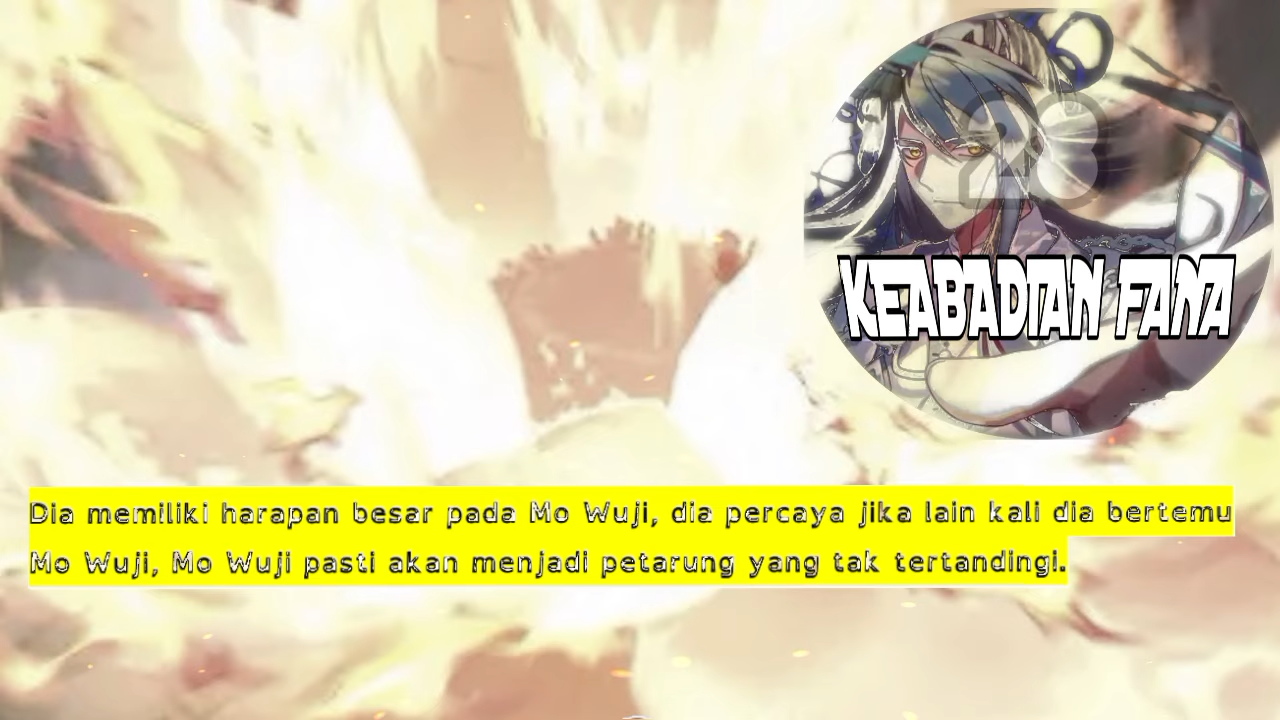 28
KEABADIAN FANA
Dia memiliki harapan besar pada Mo Wuji, dia percaya jika lain kali dia bertemu
Mo Wuji, Mo Wuji pasti akan menjadi petarung yang tak tertandingi.